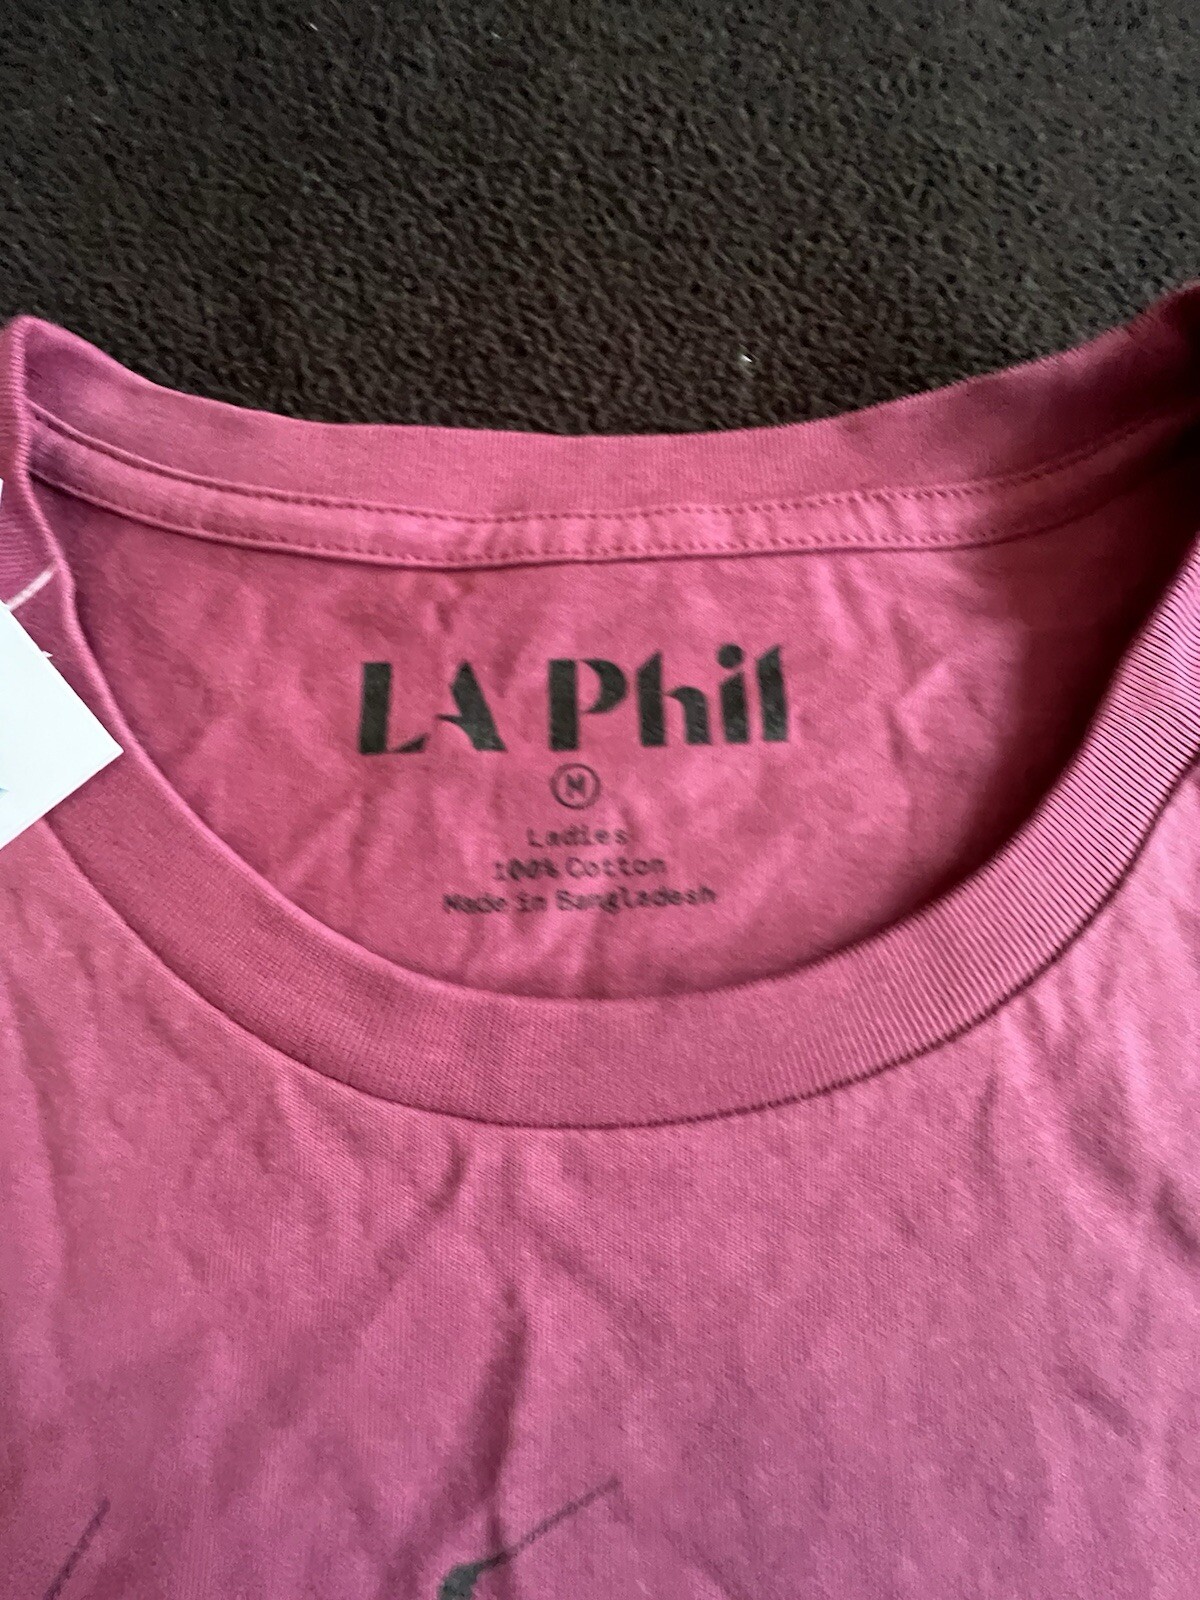 LA Phil
M
Ladies
100% Cotton
Made in Bangladesh